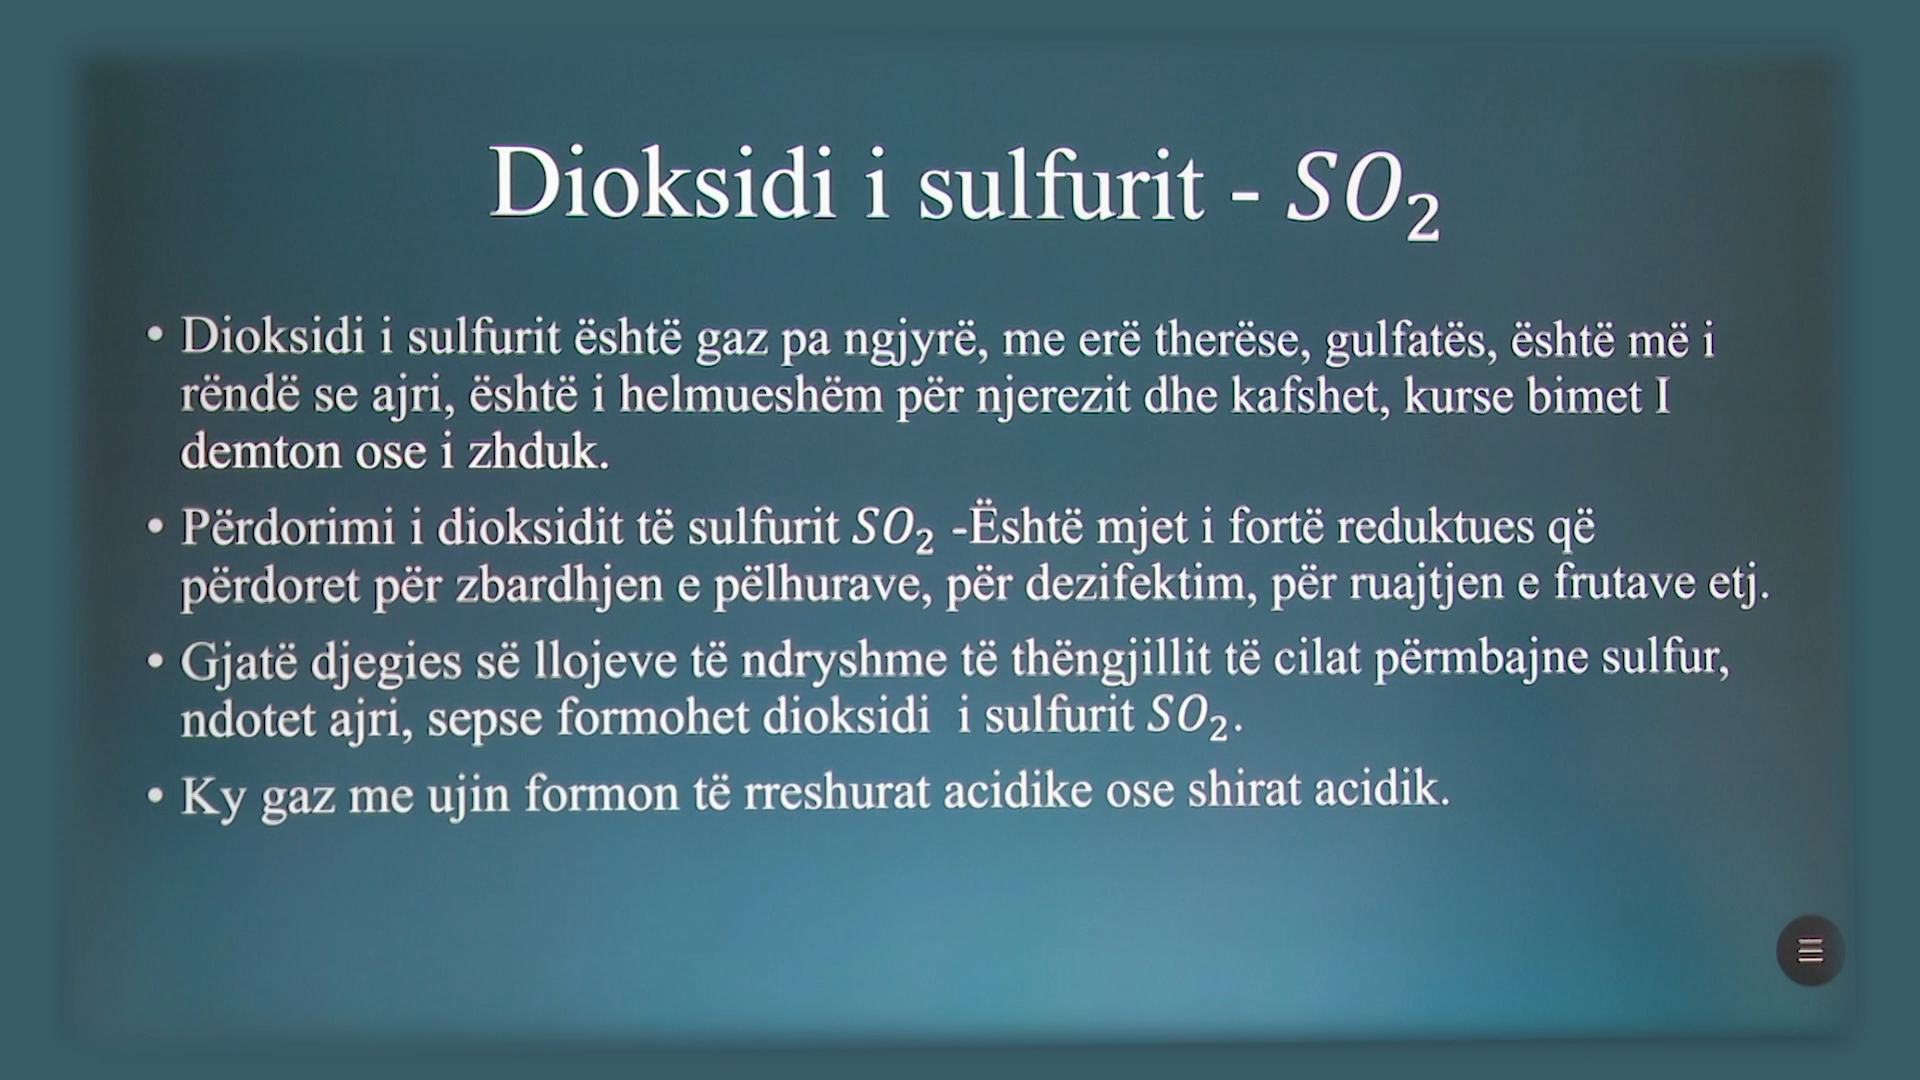 Dioksidi i sulfurit - SO₂
• Dioksidi i sulfurit është gaz pa ngjyrë, me erë therëse, gulfatës, është më i
rëndë se ajri, është i helmueshëm për njerezit dhe kafshet, kurse bimet I
demton ose i zhduk.
• Përdorimi i dioksidit të sulfurit SO₂ -Është mjet i fortë reduktues që
përdoret për zbardhjen e pëlhurave, për dezifektim, për ruajtjen e frutave etj.
• Gjatë djegies së llojeve të ndryshme të thëngjillit të cilat përmbajne sulfur,
ndotet ajri, sepse formohet dioksidi i sulfurit SO₂.
• Ky gaz me ujin formon të rreshurat acidike ose shirat acidik.